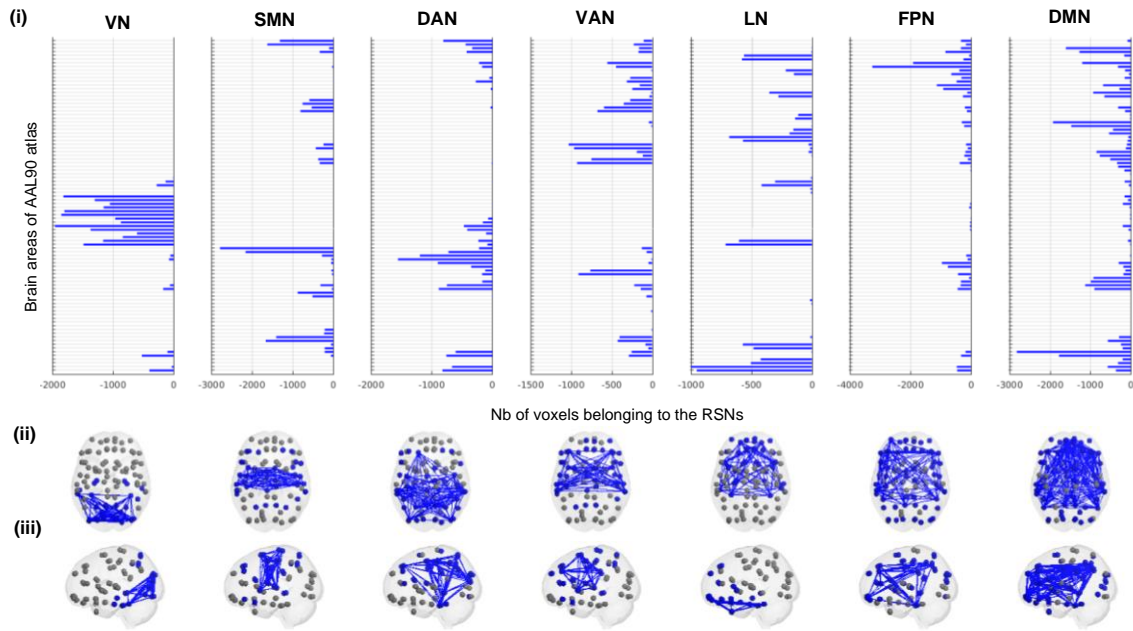 (i)
VN SMN DAN VAN LN FPN DMN
Brain areas of AAL90 atlas
-2000 -1000 0 -3000 -2000 -1000 0 -2000 -1000 0 -1500 -1000 -500 0 -1000 -500 0 -4000 -2000 0 -3000 -2000 -1000 0
Nb of voxels belonging to the RSNs
(ii)
(iii)